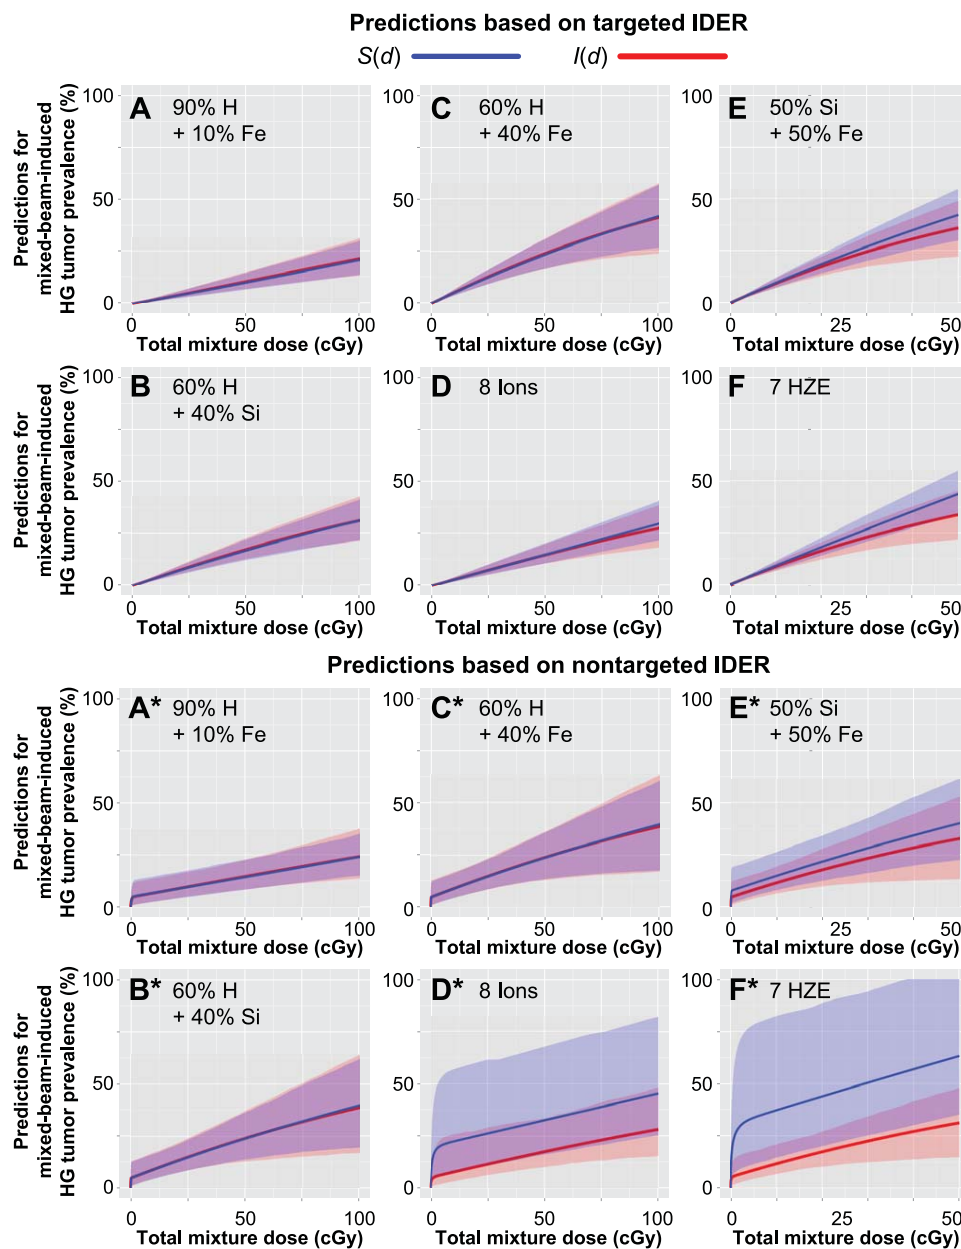 Predictions based on targeted IDER
S(d) I(d)
Predictions for
mixed-beam-induced
HG tumor prevalence (%)
100
50
0
A 90% H
+ 10% Fe
0 50 100
Total mixture dose (cGy)
100
50
0
C 60% H
+ 40% Fe
0 50 100
Total mixture dose (cGy)
100
50
0
E 50% Si
+ 50% Fe
0 25 50
Total mixture dose (cGy)
Predictions for
mixed-beam-induced
HG tumor prevalence (%)
100
50
0
B 60% H
+ 40% Si
0 50 100
Total mixture dose (cGy)
100
50
0
D 8 Ions
0 50 100
Total mixture dose (cGy)
100
50
0
F 7 HZE
0 25 50
Total mixture dose (cGy)
Predictions based on nontargeted IDER
Predictions for
mixed-beam-induced
HG tumor prevalence (%)
100
50
0
A* 90% H
+ 10% Fe
0 50 100
Total mixture dose (cGy)
100
50
0
C* 60% H
+ 40% Fe
0 50 100
Total mixture dose (cGy)
100
50
0
E* 50% Si
+ 50% Fe
0 25 50
Total mixture dose (cGy)
Predictions for
mixed-beam-induced
HG tumor prevalence (%)
100
50
0
B* 60% H
+ 40% Si
0 50 100
Total mixture dose (cGy)
100
50
0
D* 8 Ions
0 50 100
Total mixture dose (cGy)
100
50
0
F* 7 HZE
0 25 50
Total mixture dose (cGy)